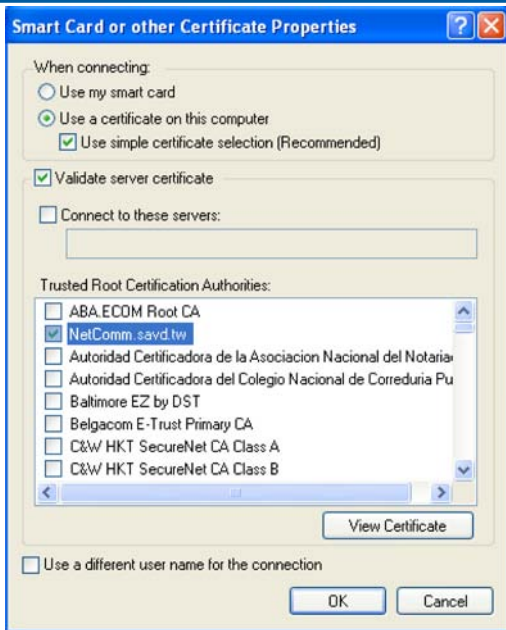 Smart Card or other Certificate Properties
When connecting:
Use my smart card
Use a certificate on this computer
Use simple certificate selection (Recommended)
Validate server certificate
Connect to these servers:
Trusted Root Certification Authorities:
ABA.ECOM Root CA
NetComm.savd.tw
Autoridad Certificadora de la Asociacion Nacional del Notaria
Autoridad Certificadora del Colegio Nacional de Correduria Pu
Baltimore EZ by DST
Belgacom E-Trust Primary CA
C&W HKT SecureNet CA Class A
C&W HKT SecureNet CA Class B
View Certificate
Use a different user name for the connection
OK Cancel